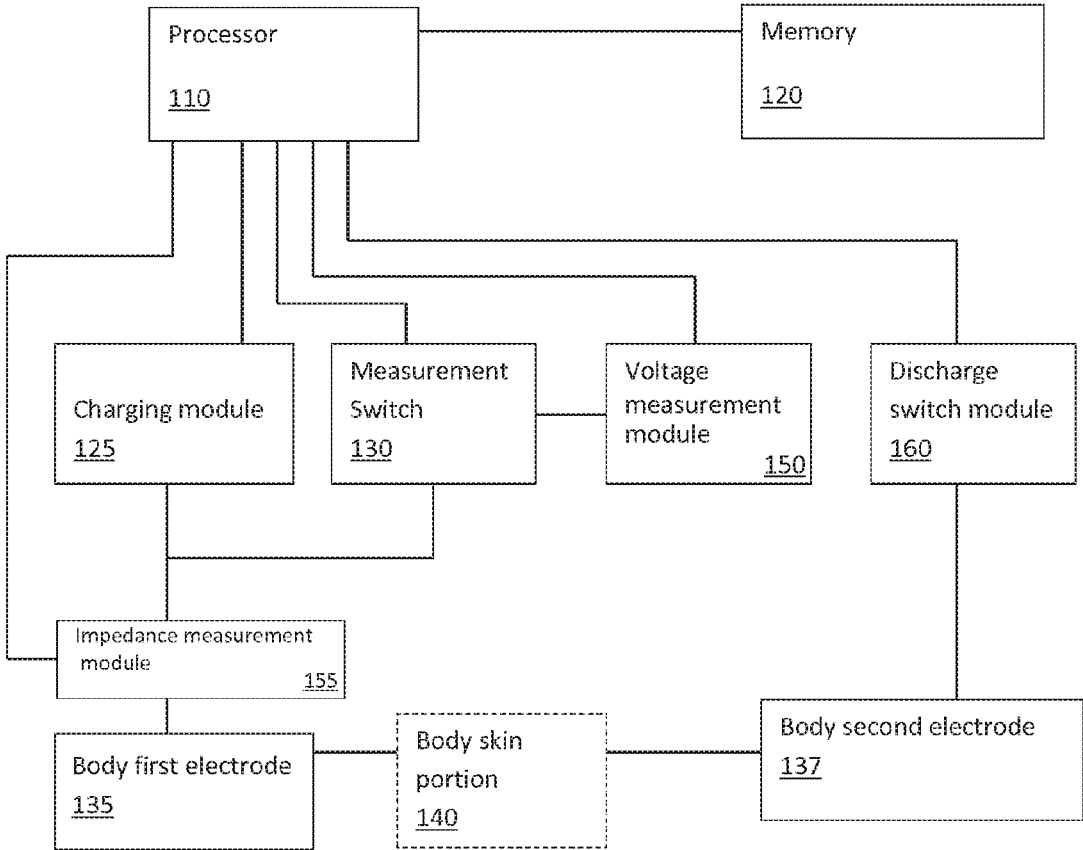 Processor
110
Memory
120
Charging module
125
Measurement
Switch
130
Voltage
measurement
module
150
Discharge
switch module
160
Impedance measurement
module
155
Body first electrode
135
Body skin
portion
140
Body second electrode
137